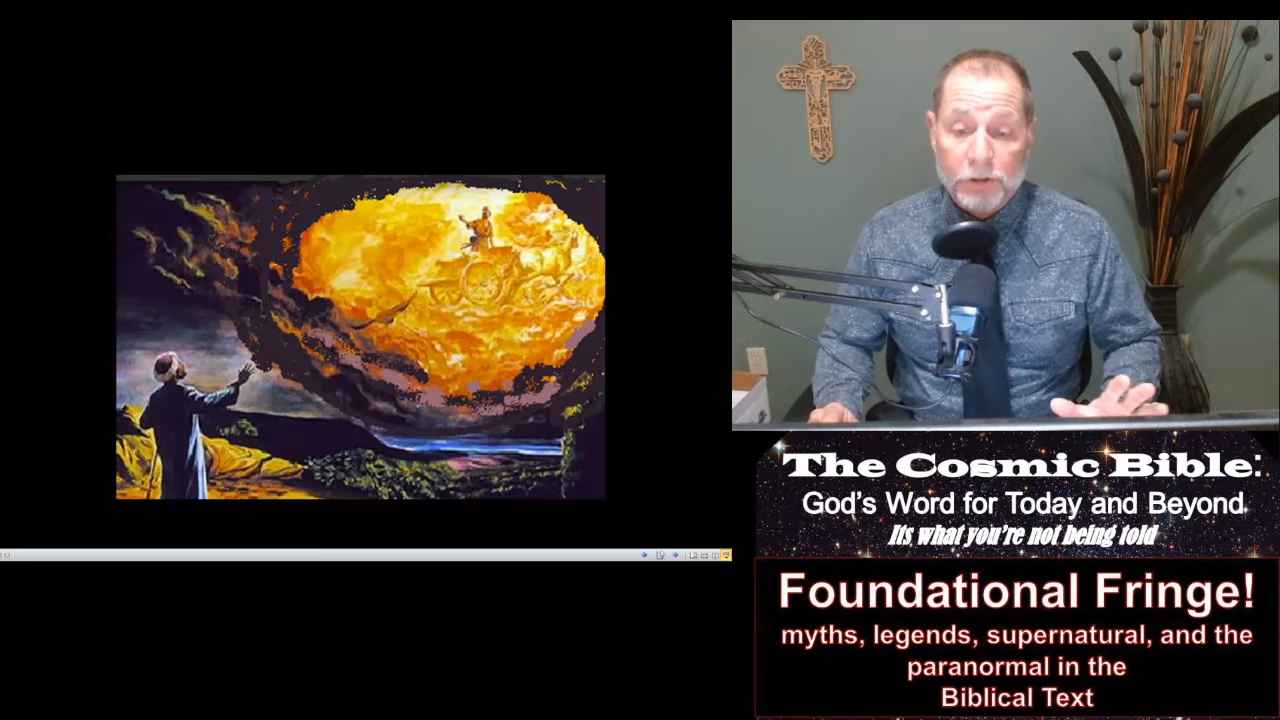 The Cosmic Bible:
God's Word for Today and Beyond
Its what you're not being told
Foundational Fringe!
myths, legends, supernatural, and the
paranormal in the
Biblical Text